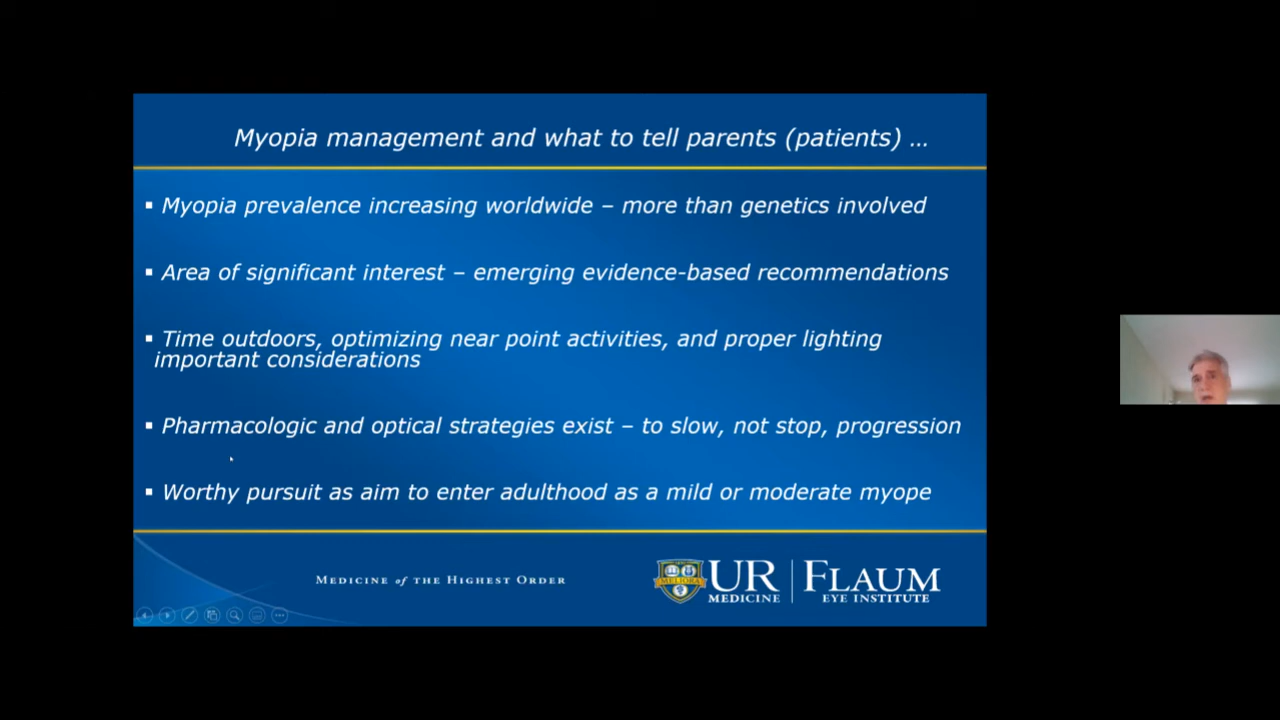 Myopia management and what to tell parents (patients) ...
▪ Myopia prevalence increasing worldwide – more than genetics involved
▪ Area of significant interest – emerging evidence-based recommendations
▪ Time outdoors, optimizing near point activities, and proper lighting
important considerations
▪ Pharmacologic and optical strategies exist – to slow, not stop, progression
▪ Worthy pursuit as aim to enter adulthood as a mild or moderate myope
MEDICINE of THE HIGHEST ORDER
MELIORA
UR
MEDICINE
FLAUM
EYE INSTITUTE